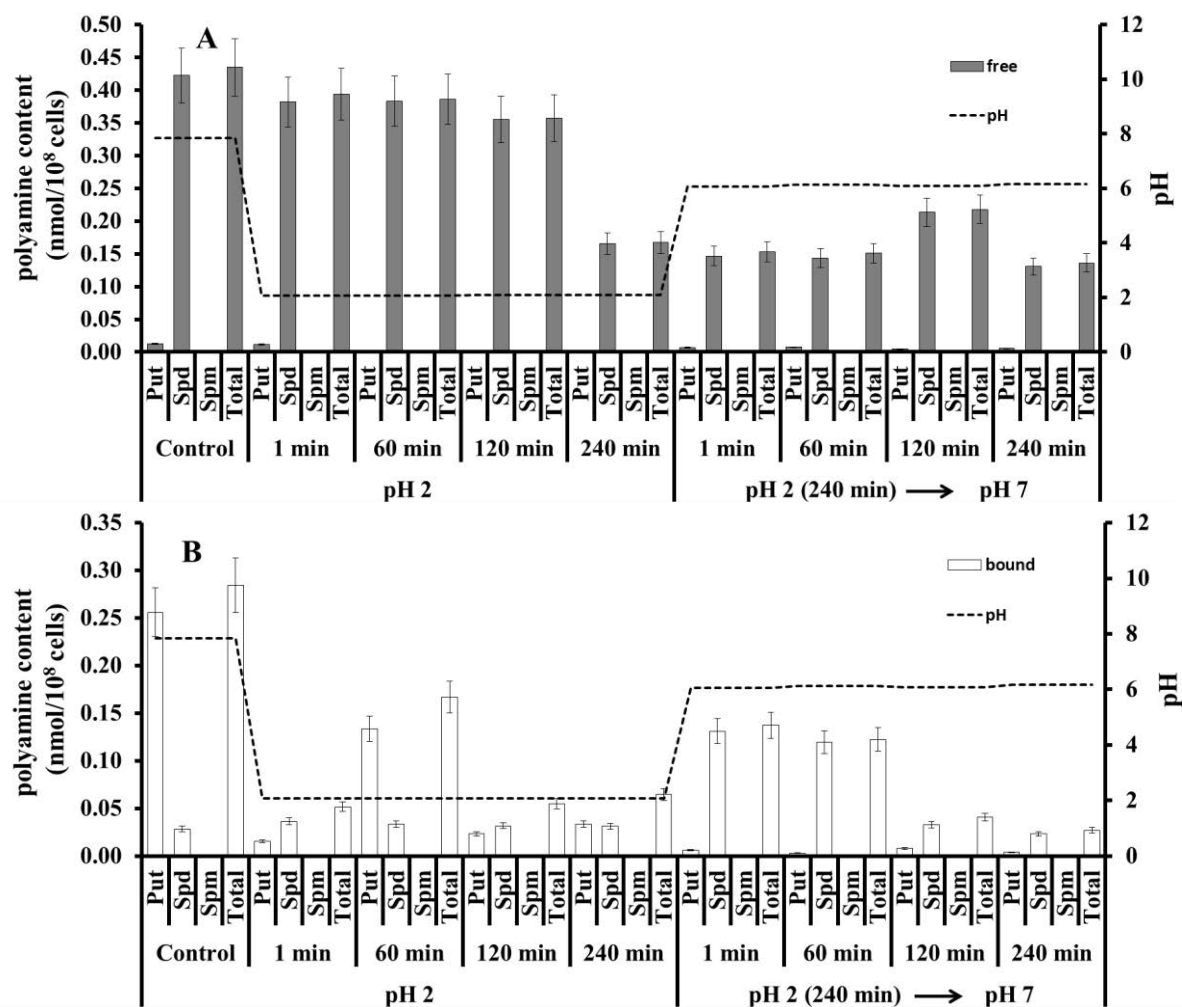 A
free
pH
polyamine content
(nmol/10⁸ cells)
0.50
0.45
0.40
0.35
0.30
0.25
0.20
0.15
0.10
0.05
0.00
12
10
8
6
4
2
0
pH
Put Spd Spm Total Put Spd Spm Total Put Spd Spm Total Put Spd Spm Total Put Spd Spm Total Put Spd Spm Total Put Spd Spm Total Put Spd Spm Total Put Spd Spm Total
Control 1 min 60 min 120 min 240 min 1 min 60 min 120 min 240 min
pH 2 pH 2 (240 min) → pH 7
B
bound
pH
polyamine content
(nmol/10⁸ cells)
0.35
0.30
0.25
0.20
0.15
0.10
0.05
0.00
12
10
8
6
4
2
0
pH
Put Spd Spm Total Put Spd Spm Total Put Spd Spm Total Put Spd Spm Total Put Spd Spm Total Put Spd Spm Total Put Spd Spm Total Put Spd Spm Total Put Spd Spm Total
Control 1 min 60 min 120 min 240 min 1 min 60 min 120 min 240 min
pH 2 pH 2 (240 min) → pH 7